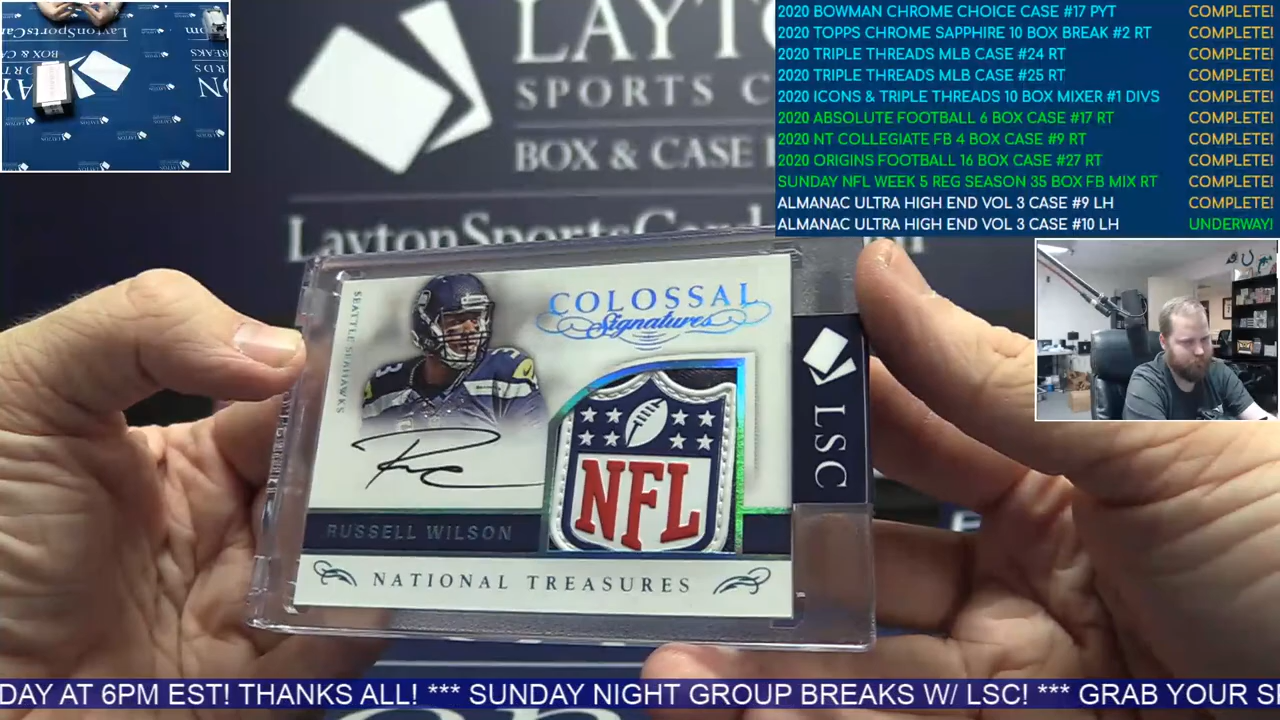 2020 BOWMAN CHROME CHOICE CASE #17 PYT COMPLETE!
2020 TOPPS CHROME SAPPHIRE 10 BOX BREAK #2 RT COMPLETE!
2020 TRIPLE THREADS MLB CASE #24 RT COMPLETE!
2020 TRIPLE THREADS MLB CASE #25 RT COMPLETE!
2020 ICONS & TRIPLE THREADS 10 BOX MIXER #1 DIVS COMPLETE!
2020 ABSOLUTE FOOTBALL 6 BOX CASE #17 RT COMPLETE!
2020 NT COLLEGIATE FB 4 BOX CASE #9 RT COMPLETE!
2020 ORIGINS FOOTBALL 16 BOX CASE #27 RT COMPLETE!
SUNDAY NFL WEEK 5 REG SEASON 35 BOX FB MIX RT COMPLETE!
ALMANAC ULTRA HIGH END VOL 3 CASE #9 LH COMPLETE!
ALMANAC ULTRA HIGH END VOL 3 CASE #10 LH UNDERWAY!
LAYTO
SPORTS C
BOX & CASE
LaytonSportsCard
SEATTLE SEAHAWKS
COLOSSAL
Signatures
NFL
RUSSELL WILSON
NATIONAL TREASURES
LSC
DAY AT 6PM EST! THANKS ALL! *** SUNDAY NIGHT GROUP BREAKS W/ LSC! *** GRAB YOUR S